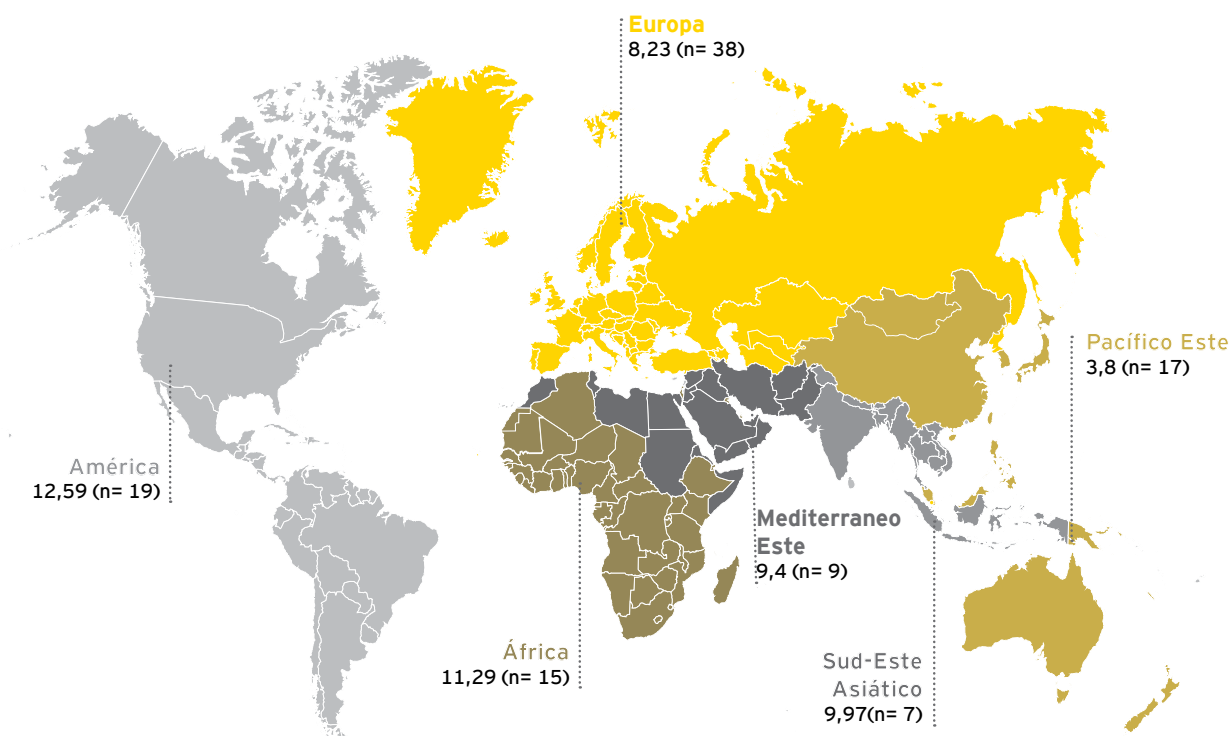 Europa
8,23 (n= 38)
Pacífico Este
3,8 (n= 17)
América
12,59 (n= 19)
Mediterraneo
Este
9,4 (n= 9)
África
11,29 (n= 15)
Sud-Este
Asiático
9,97(n= 7)